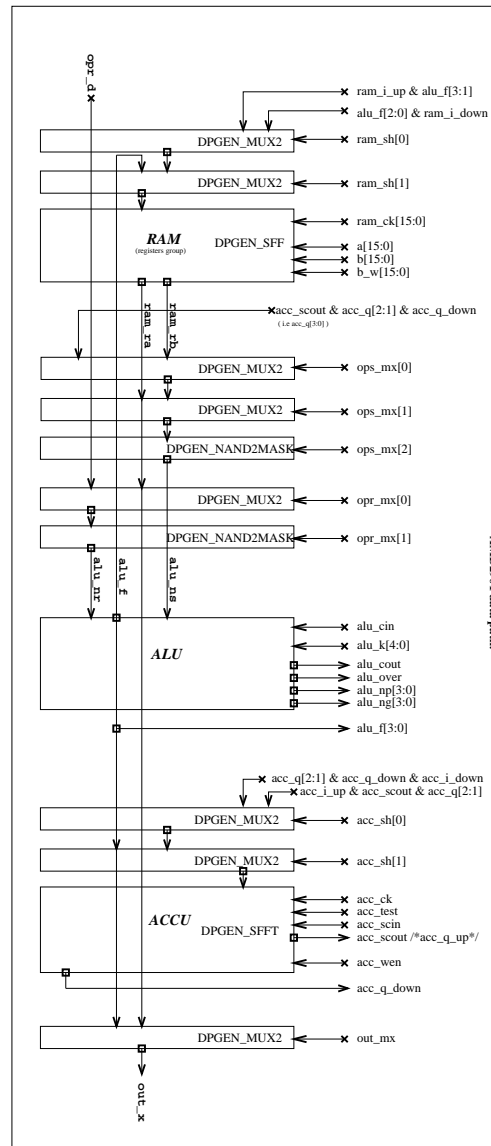 opr_d
ram_i_up & alu_f[3:1]
alu_f[2:0] & ram_i_down
DPGEN_MUX2
ram_sh[0]
DPGEN_MUX2
ram_sh[1]
RAM
(registers group)
DPGEN_SFF
ram_ck[15:0]
a[15:0]
b[15:0]
b_w[15:0]
ram_ra
ram_rb
acc_scout & acc_q[2:1] & acc_q_down
( i.e acc_q[3:0] )
DPGEN_MUX2
ops_mx[0]
DPGEN_MUX2
ops_mx[1]
DPGEN_NAND2MASK
ops_mx[2]
DPGEN_MUX2
opr_mx[0]
DPGEN_NAND2MASK
opr_mx[1]
alu_nr
alu_f
alu_ns
ALU
alu_cin
alu_k[4:0]
alu_cout
alu_over
alu_np[3:0]
alu_ng[3:0]
alu_f[3:0]
acc_q[2:1] & acc_q_down & acc_i_down
acc_i_up & acc_scout & acc_q[2:1]
DPGEN_MUX2
acc_sh[0]
DPGEN_MUX2
acc_sh[1]
ACCU
DPGEN_SFFT
acc_ck
acc_test
acc_scin
acc_scout /*acc_q_up*/
acc_wen
acc_q_down
DPGEN_MUX2
out_mx
out_x